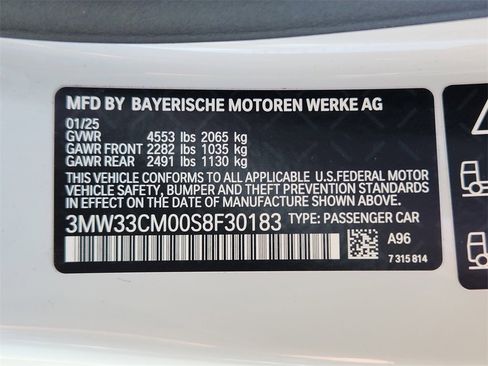 MFD BY BAYERISCHE MOTOREN WERKE AG
01/25
GVWR 4553 lbs 2065 kg
GAWR FRONT 2282 lbs 1035 kg
GAWR REAR 2491 lbs 1130 kg
THIS VEHICLE CONFORMS TO ALL APPLICABLE U.S.FEDERAL MOTOR
VEHICLE SAFETY, BUMPER, AND THEFT PREVENTION STANDARDS
IN EFFECT ON THE DATE OF MANUFACTURE SHOWN ABOVE.
3MW33CM00S8F30183 TYPE: PASSENGER CAR
A96
7 315 814